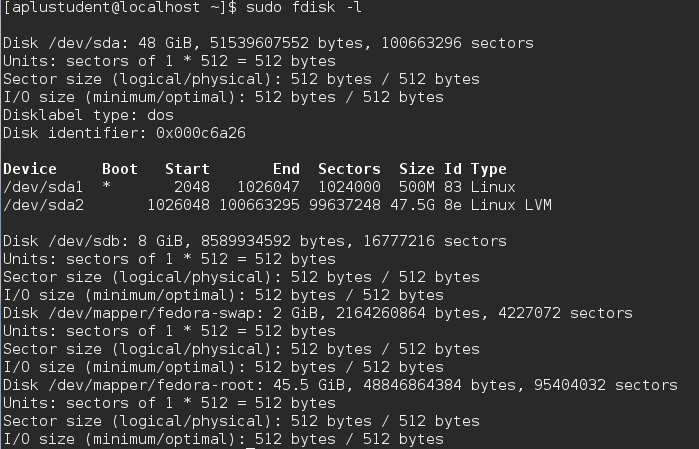 [aplustudent@localhost ~]$ sudo fdisk -l
Disk /dev/sda: 48 GiB, 51539607552 bytes, 100663296 sectors
Units: sectors of 1 * 512 = 512 bytes
Sector size (logical/physical): 512 bytes / 512 bytes
I/O size (minimum/optimal): 512 bytes / 512 bytes
Disklabel type: dos
Disk identifier: 0x000c6a26
Device     Boot   Start       End  Sectors  Size Id Type
/dev/sda1  *       2048   1026047  1024000  500M 83 Linux
/dev/sda2       1026048 100663295 99637248 47.5G 8e Linux LVM
Disk /dev/sdb: 8 GiB, 8589934592 bytes, 16777216 sectors
Units: sectors of 1 * 512 = 512 bytes
Sector size (logical/physical): 512 bytes / 512 bytes
I/O size (minimum/optimal): 512 bytes / 512 bytes
Disk /dev/mapper/fedora-swap: 2 GiB, 2164260864 bytes, 4227072 sectors
Units: sectors of 1 * 512 = 512 bytes
Sector size (logical/physical): 512 bytes / 512 bytes
I/O size (minimum/optimal): 512 bytes / 512 bytes
Disk /dev/mapper/fedora-root: 45.5 GiB, 48846864384 bytes, 95404032 sectors
Units: sectors of 1 * 512 = 512 bytes
Sector size (logical/physical): 512 bytes / 512 bytes
I/O size (minimum/optimal): 512 bytes / 512 bytes